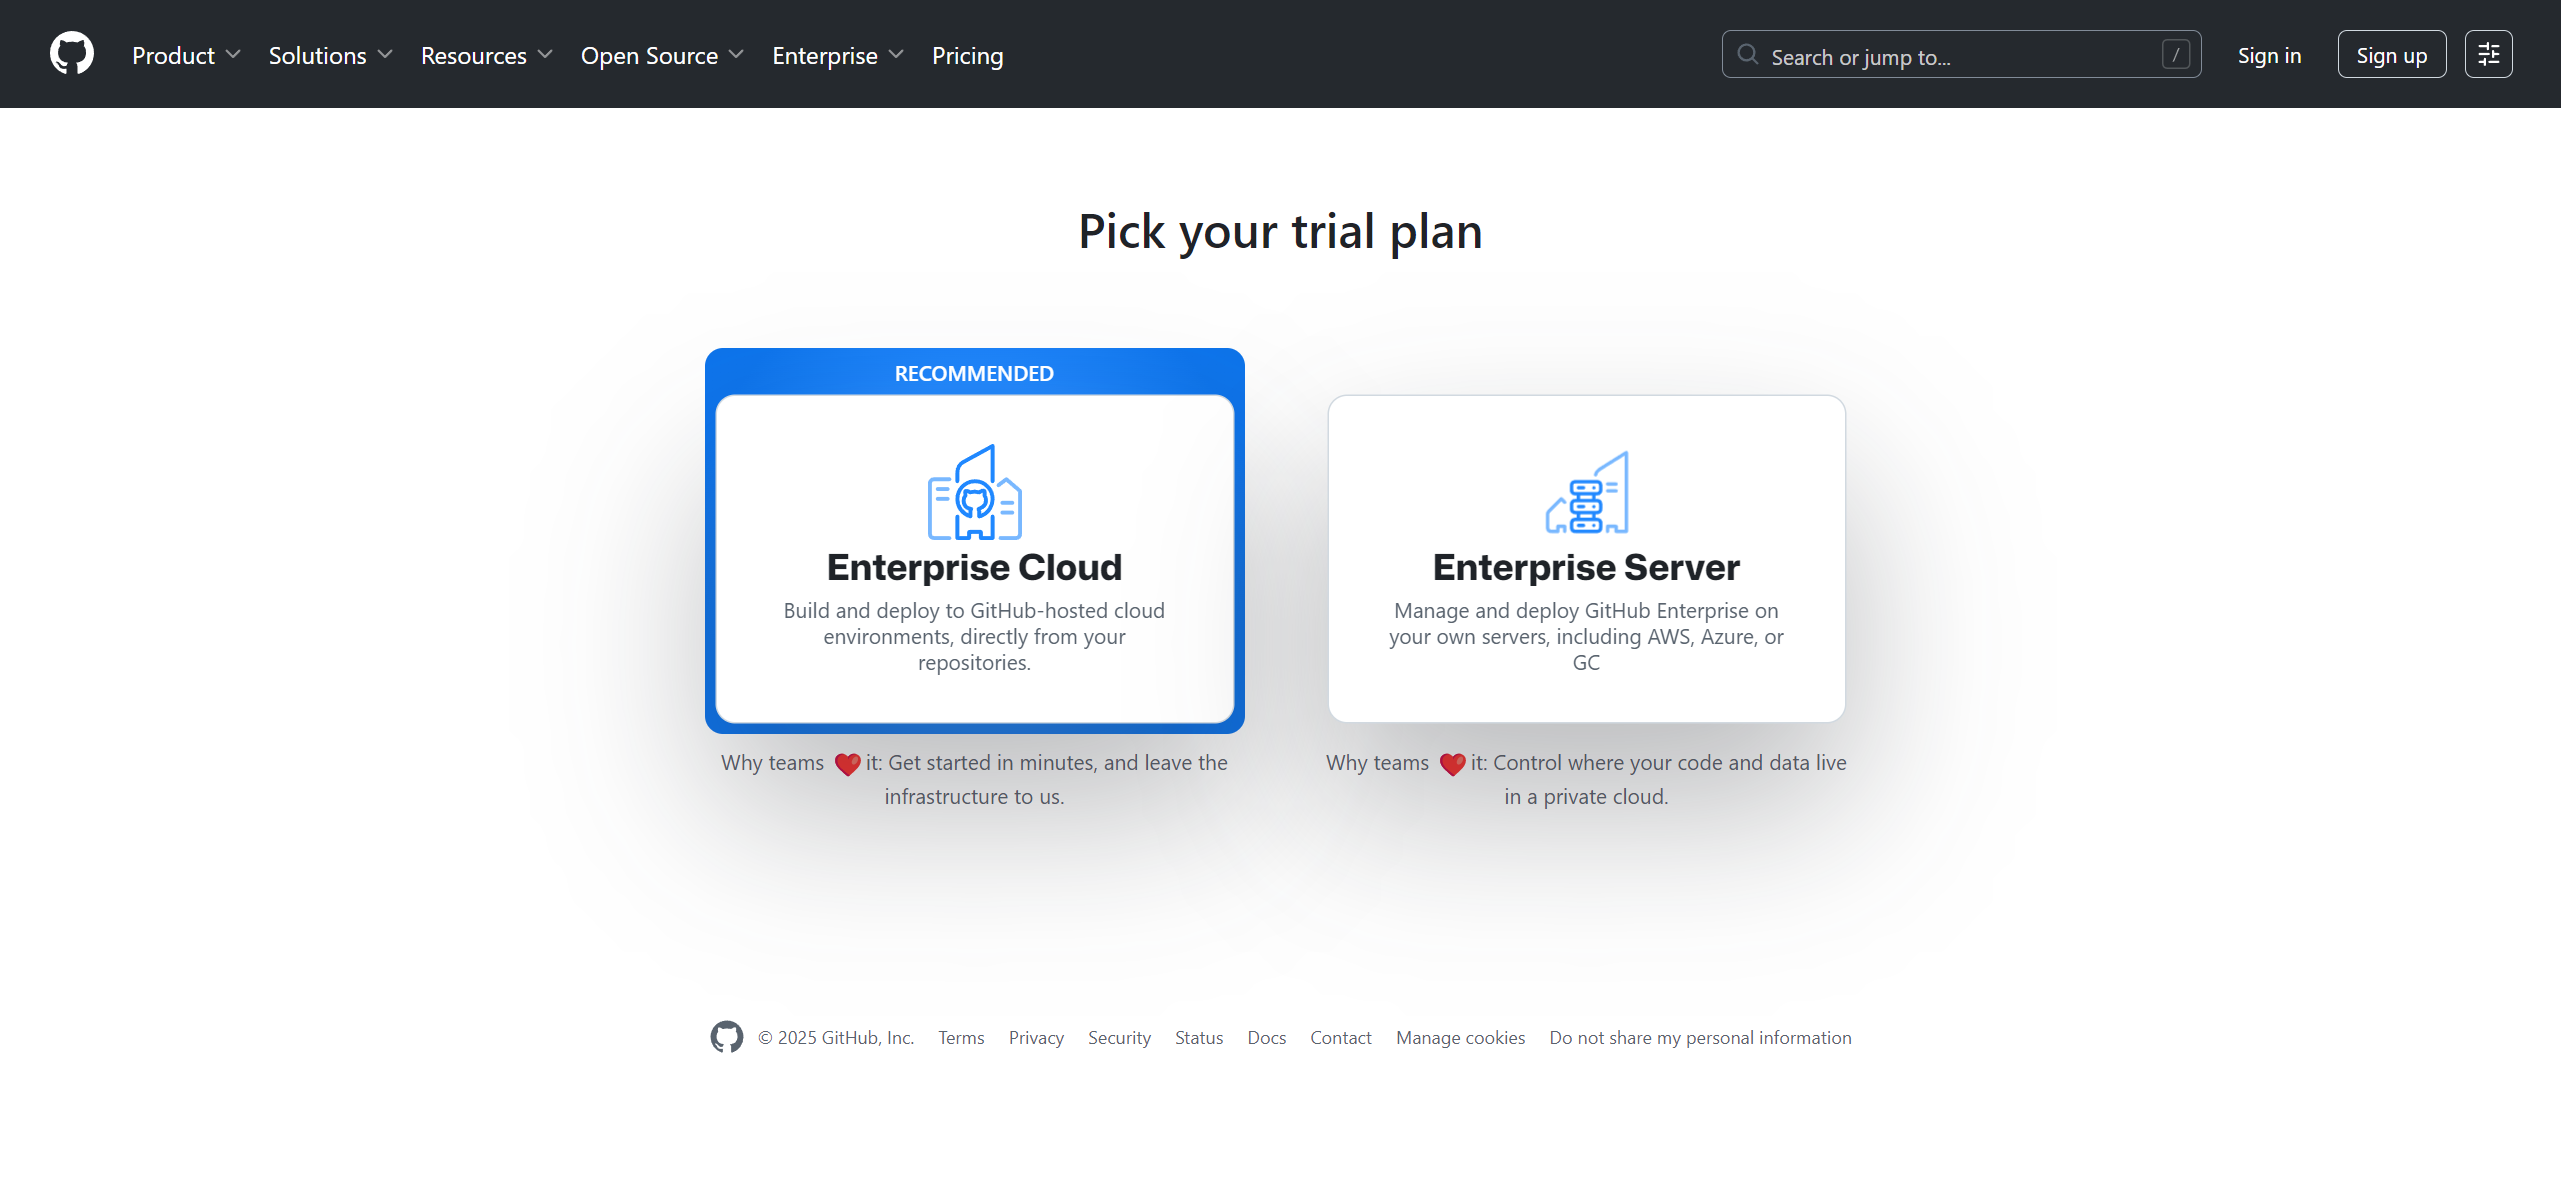 Product Solutions Resources Open Source Enterprise Pricing Search or jump to... / Sign in Sign up
Pick your trial plan
RECOMMENDED
Enterprise Cloud
Build and deploy to GitHub-hosted cloud
environments, directly from your
repositories.
Why teams ❤️ it: Get started in minutes, and leave the
infrastructure to us.
Enterprise Server
Manage and deploy GitHub Enterprise on
your own servers, including AWS, Azure, or
GC
Why teams ❤️ it: Control where your code and data live
in a private cloud.
© 2025 GitHub, Inc. Terms Privacy Security Status Docs Contact Manage cookies Do not share my personal information